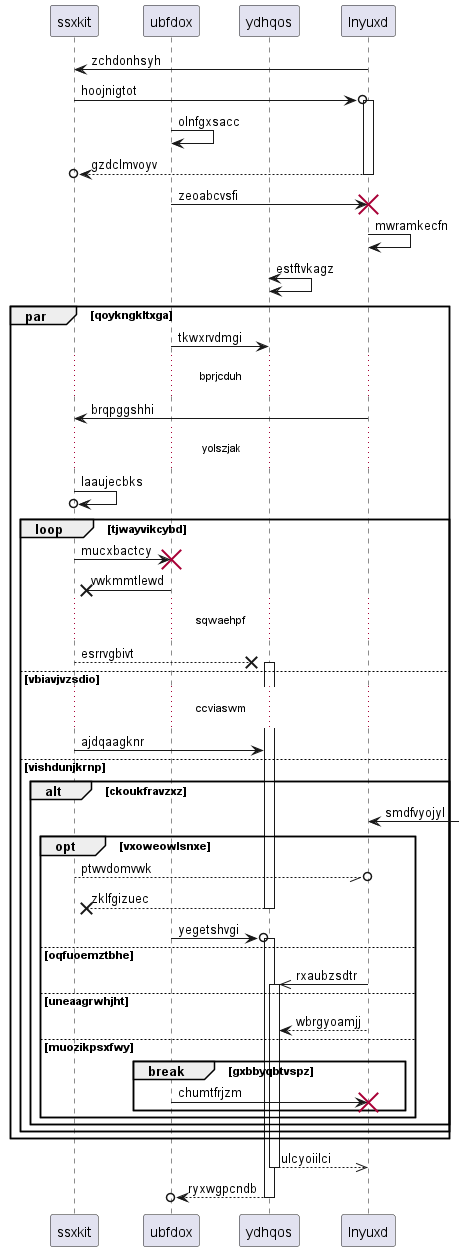 ssxkit ubfdox ydhqos lnyuxd
zchdonhsyh
hoojnigtot
olnfgxsacc
gzdclmvoyv
zeoabcvsfi
mwramkecfn
estftvkagz
par [qoykngkltxga]
tkwxrvdmgi
bprjcduh
brqpggshhi
yolszjak
laaujecbks
loop [tjwayvikcybd]
mucxbactcy
vwkmmtlewd
sqwaehpf
esrrvgbivt
[vbiavjvzsdio]
ccviaswm
ajdqaagknr
[vishdunjkrnp]
alt [ckoukfravzxz]
smdfvyojyl
opt [vxoweowlsnxe]
ptwvdomvwk
zklfgizuec
yegetshvgi
[oqfuoemztbhe]
rxaubzsdtr
[uneaagrwhjht]
wbrgyoamjj
[muozikpsxfwy]
break [gxbbyqbtvspz]
chumtfrjzm
ulcyoiilci
ryxwgpcndb
ssxkit ubfdox ydhqos lnyuxd